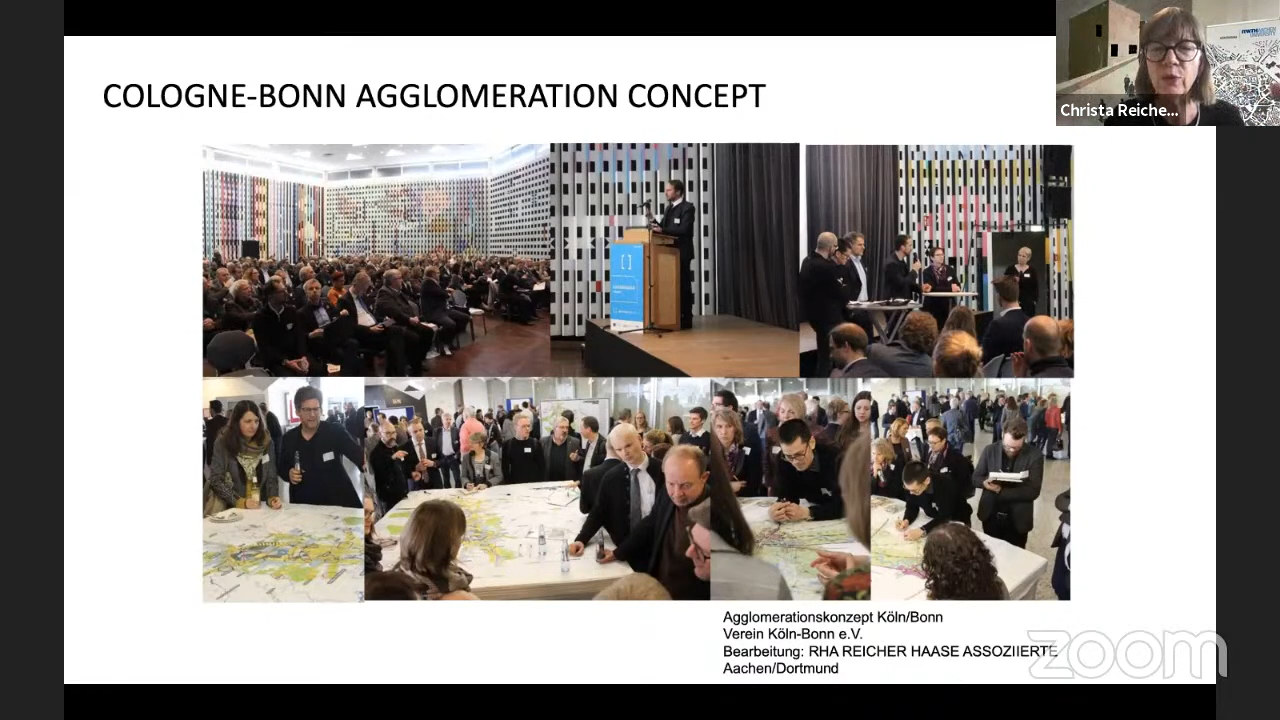 COLOGNE-BONN AGGLOMERATION CONCEPT
Christa Reiche...
Agglomerationskonzept Köln/Bonn
Verein Köln-Bonn e.V.
Bearbeitung: RHA REICHER HAASE ASSOZIIERTE
Aachen/Dortmund
zoom